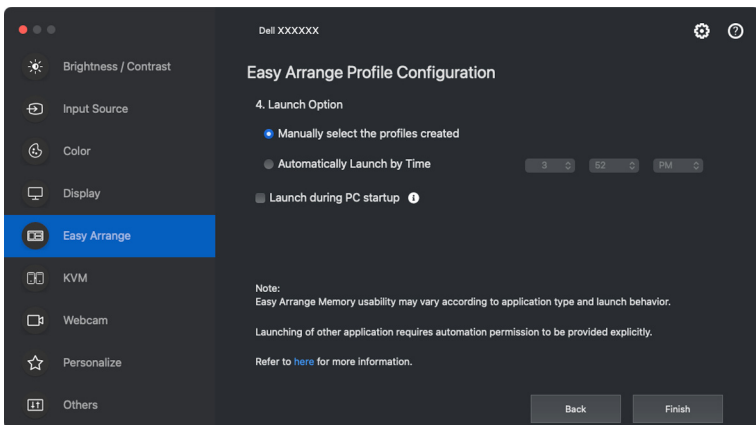 Dell XXXXXX
Brightness / Contrast
Input Source
Color
Display
Easy Arrange
KVM
Webcam
Personalize
Others
Easy Arrange Profile Configuration
4. Launch Option
Manually select the profiles created
Automatically Launch by Time
3 52 PM
Launch during PC startup
Note:
Easy Arrange Memory usability may vary according to application type and launch behavior.
Launching of other application requires automation permission to be provided explicitly.
Refer to here for more information.
Back Finish